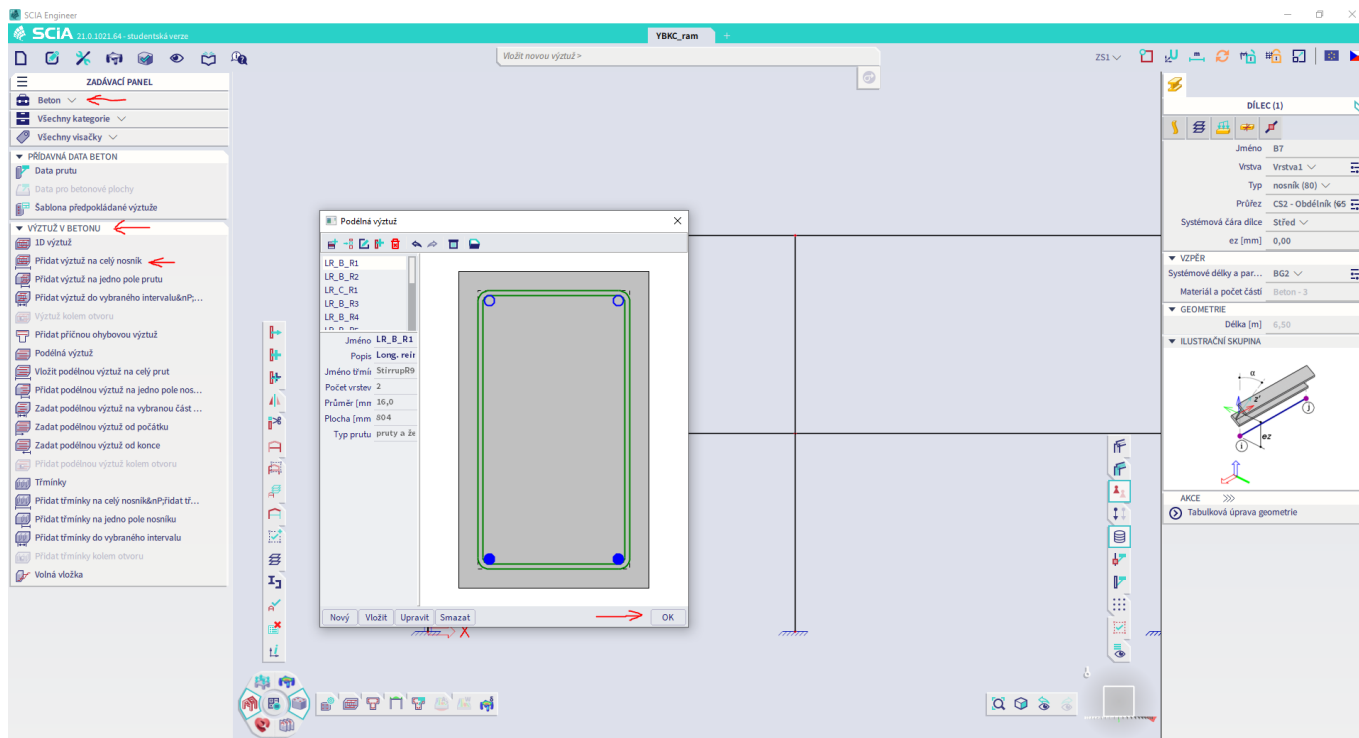 SCIA Engineer
SCIA 21.0.1021.64 - studentská verze
YBKC_ram
Vložit novou výztuž >
ZS1
ZADÁVACÍ PANEL
Beton
Všechny kategorie
Všechny visačky
PŘÍDAVNÁ DATA BETON
Data prutu
Data pro betonové plochy
Šablona předpokládané výztuže
VÝZTUŽ V BETONU
1D výztuž
Přidat výztuž na celý nosník
Přidat výztuž na jedno pole prutu
Přidat výztuž do vybraného intervalu&nP;...
Výztuž kolem otvoru
Přidat příčnou ohybovou výztuž
Podélná výztuž
Vložit podélnou výztuž na celý prut
Přidat podélnou výztuž na jedno pole nos...
Zadat podélnou výztuž na vybranou část ...
Zadat podélnou výztuž od počátku
Zadat podélnou výztuž od konce
Přidat podélnou výztuž kolem otvoru
Třmínky
Přidat třmínky na celý nosník&nP;řidat tř...
Přidat třmínky na jedno pole nosníku
Přidat třmínky do vybraného intervalu
Přidat třmínky kolem otvoru
Volná vložka
Podélná výztuž
LR_B_R1
LR_B_R2
LR_C_R1
LR_B_R3
LR_B_R4
Jméno LR_B_R1
Popis Long. reir
Jméno třmír StirrupR9
Počet vrstev 2
Průměr [mm 16,0
Plocha [mm 804
Typ prutu pruty a že
Nový Vložit Upravit Smazat OK
X
DÍLEC (1)
Jméno B7
Vrstva Vrstva1
Typ nosník (80)
Průřez CS2 - Obdélník (65
Systémová čára dílce Střed
ez [mm] 0,00
VZPĚR
Systémové délky a par... BG2
Materiál a počet částí Beton - 3
GEOMETRIE
Délka [m] 6,50
ILUSTRAČNÍ SKUPINA
α
z'
j
ez
i
AKCE >>>
Tabulková úprava geometrie